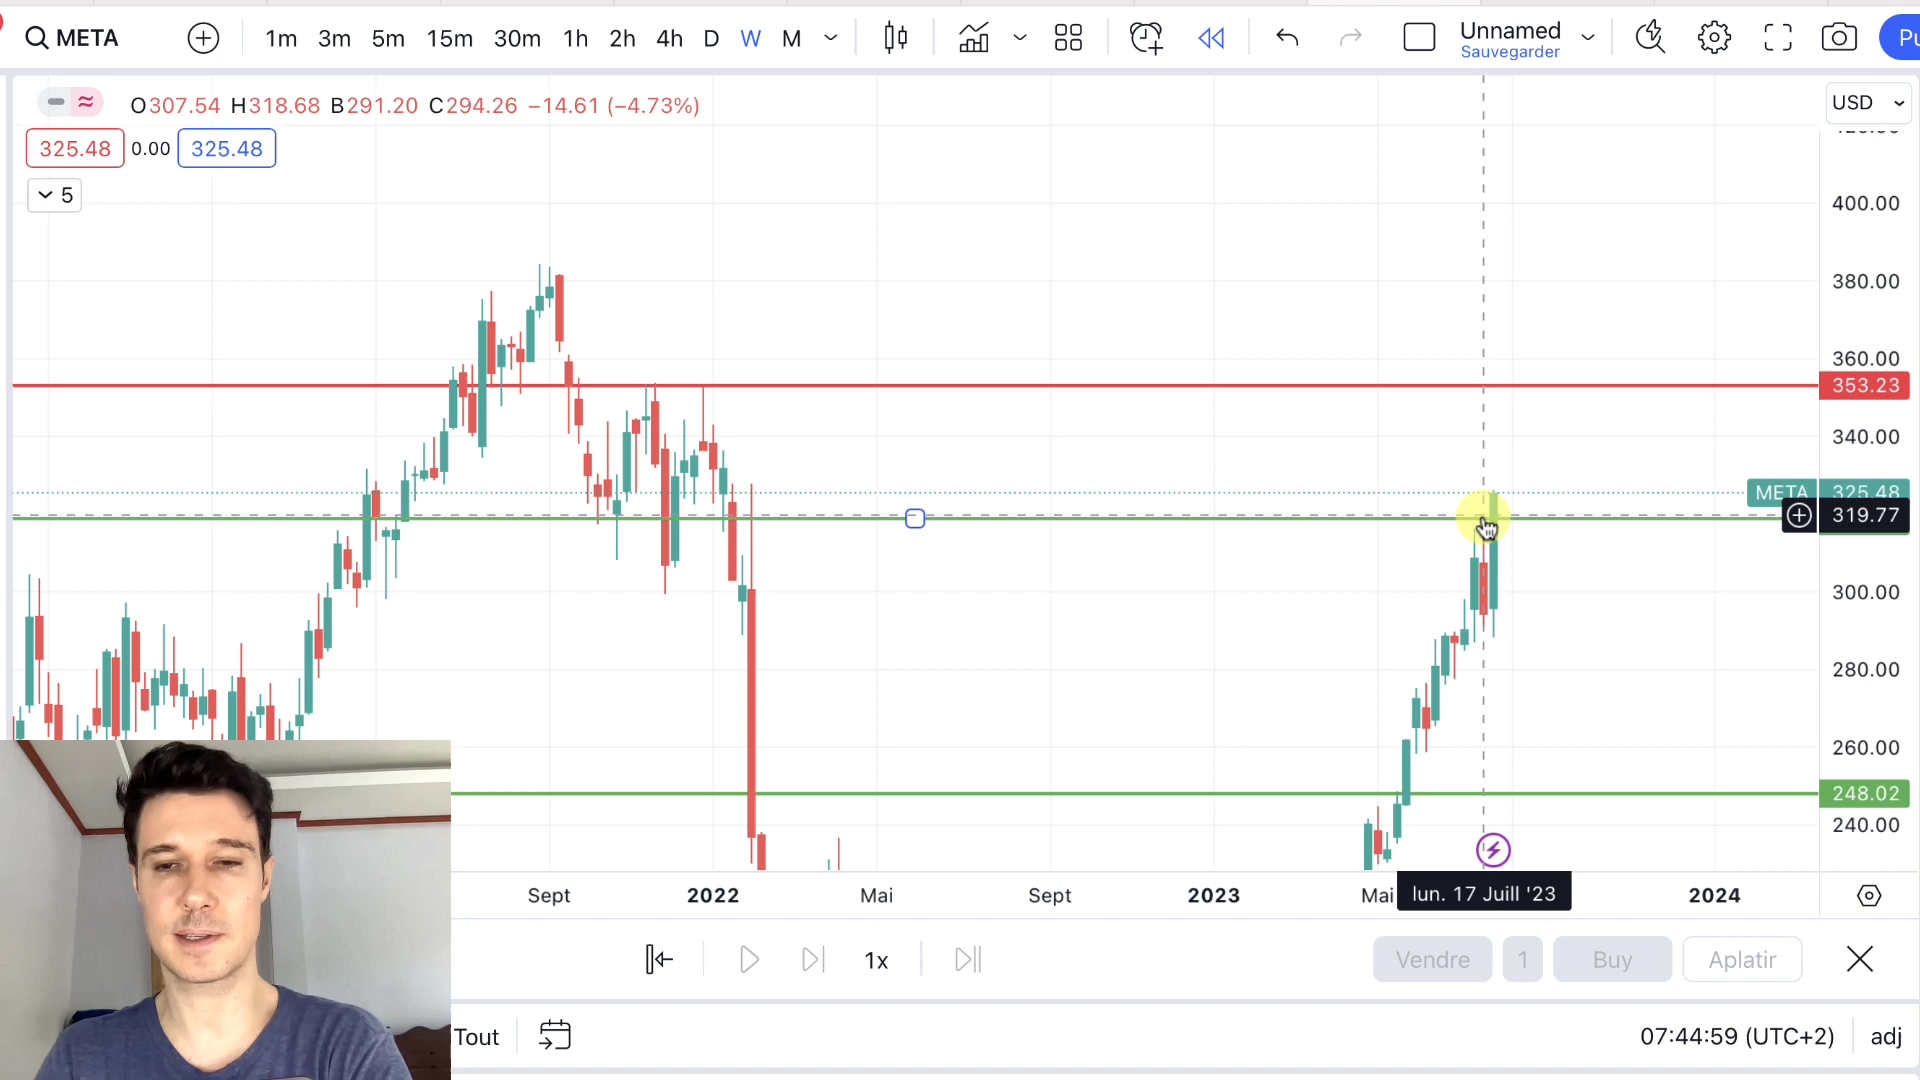 META
1m 3m 5m 15m 30m 1h 2h 4h D W M
Unnamed
Sauvegarder
Pu
O307.54 H318.68 B291.20 C294.26 −14.61 (−4.73%)
325.48 0.00 325.48
5
USD
400.00
380.00
360.00
353.23
340.00
META 325.48
319.77
300.00
280.00
260.00
248.02
240.00
Sept 2022 Mai Sept 2023 Mai lun. 17 Juill '23 2024
1x
Vendre 1 Buy Aplatir
Tout
07:44:59 (UTC+2) adj